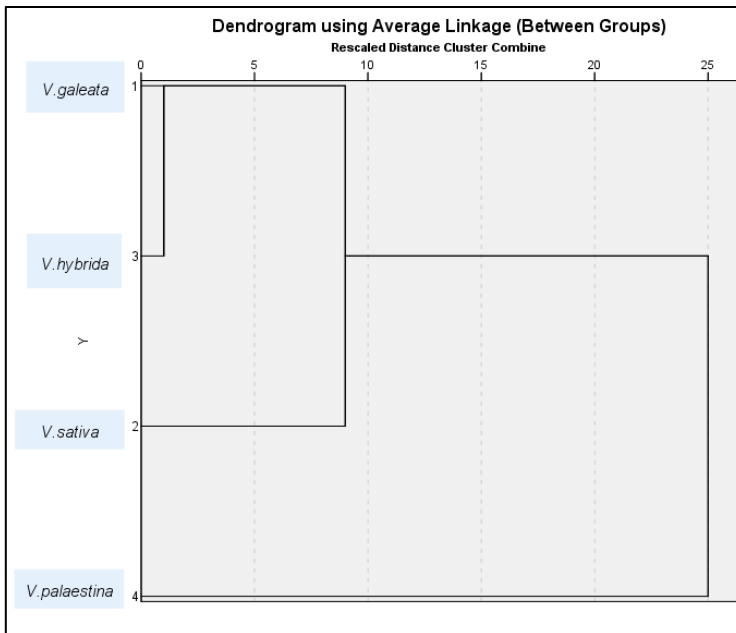 Dendrogram using Average Linkage (Between Groups)
Rescaled Distance Cluster Combine
0 5 10 15 20 25
V.galeata 1
V.hybrida 3
Y
V.sativa 2
V.palaestina 4